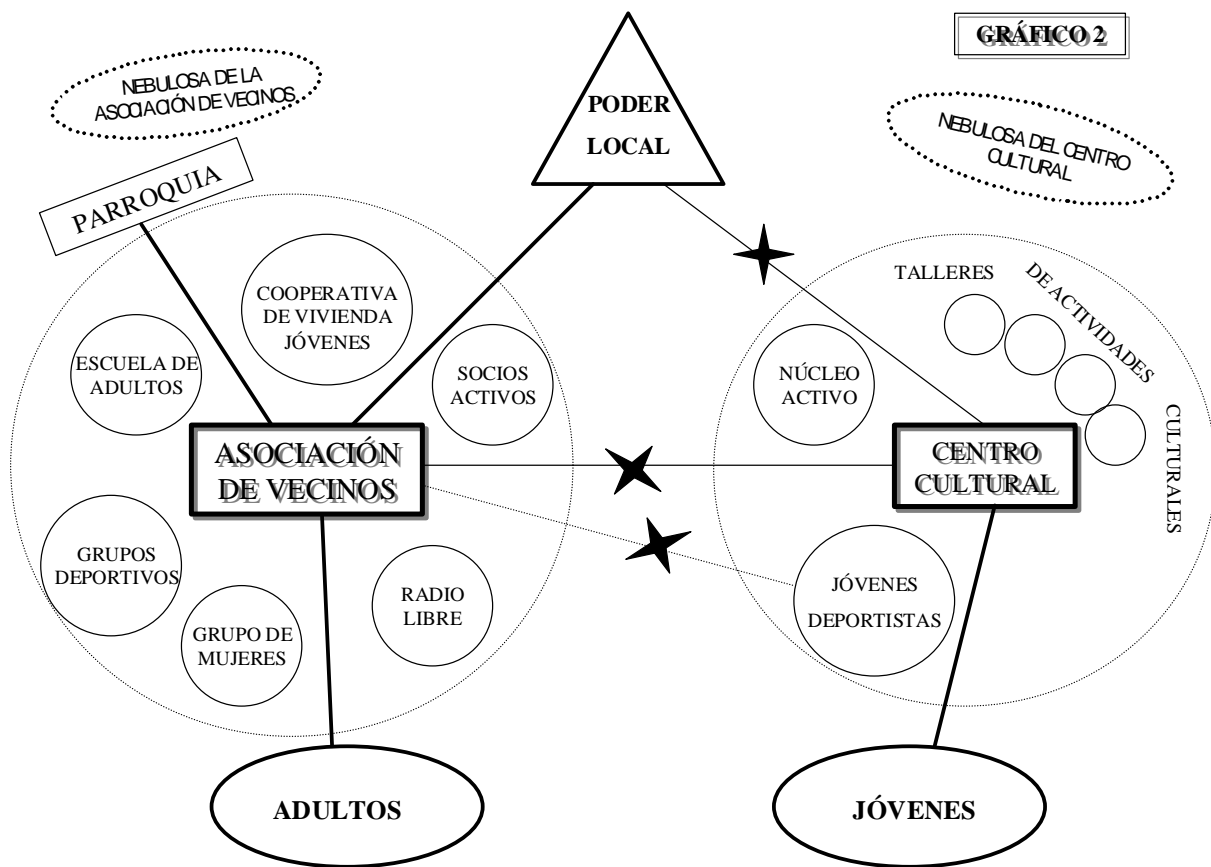 GRÁFICO 2
NEBULOSA DE LA
ASOCIACIÓN DE VECINOS
PODER
LOCAL
NEBULOSA DEL CENTRO
CULTURAL
PARROQUIA
COOPERATIVA
DE VIVIENDA
JÓVENES
ESCUELA DE
ADULTOS
SOCIOS
ACTIVOS
ASOCIACIÓN
DE VECINOS
GRUPOS
DEPORTIVOS
GRUPO DE
MUJERES
RADIO
LIBRE
ADULTOS
TALLERES
DE ACTIVIDADES
CULTURALES
NÚCLEO
ACTIVO
CENTRO
CULTURAL
JÓVENES
DEPORTISTAS
JÓVENES